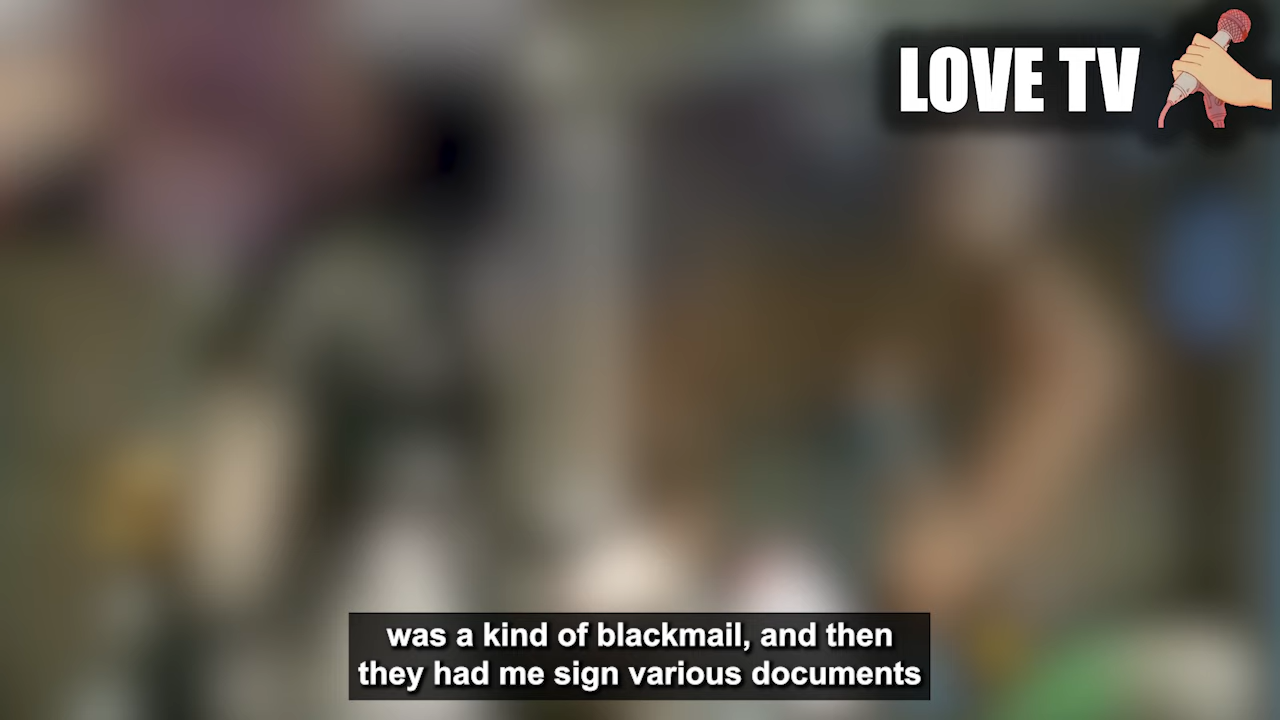 LOVE TV
was a kind of blackmail, and then
they had me sign various documents